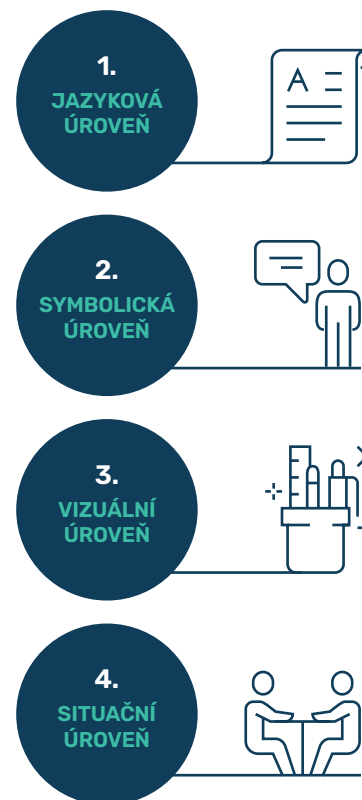 1.
JAZYKOVÁ
ÚROVEŇ
A
2.
SYMBOLICKÁ
ÚROVEŇ
3.
VIZUÁLNÍ
ÚROVEŇ
4.
SITUAČNÍ
ÚROVEŇ